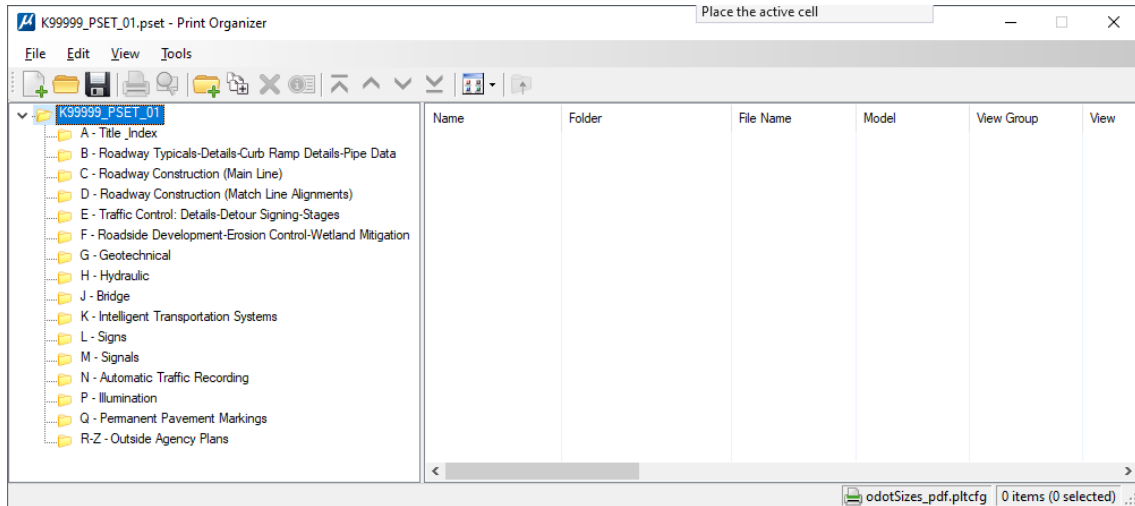 K99999_PSET_01.pset - Print Organizer
Place the active cell
File Edit View Tools
K99999_PSET_01
A - Title _Index
B - Roadway Typicals-Details-Curb Ramp Details-Pipe Data
C - Roadway Construction (Main Line)
D - Roadway Construction (Match Line Alignments)
E - Traffic Control: Details-Detour Signing-Stages
F - Roadside Development-Erosion Control-Wetland Mitigation
G - Geotechnical
H - Hydraulic
J - Bridge
K - Intelligent Transportation Systems
L - Signs
M - Signals
N - Automatic Traffic Recording
P - Illumination
Q - Permanent Pavement Markings
R-Z - Outside Agency Plans
Name Folder File Name Model View Group View
odotSizes_pdf.pltcfg 0 items (0 selected)